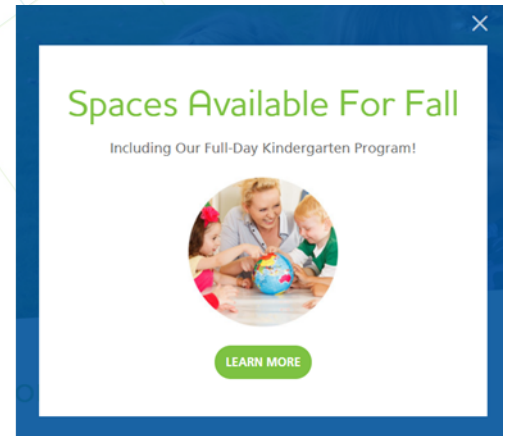 Spaces Available For Fall
Including Our Full-Day Kindergarten Program!
LEARN MORE